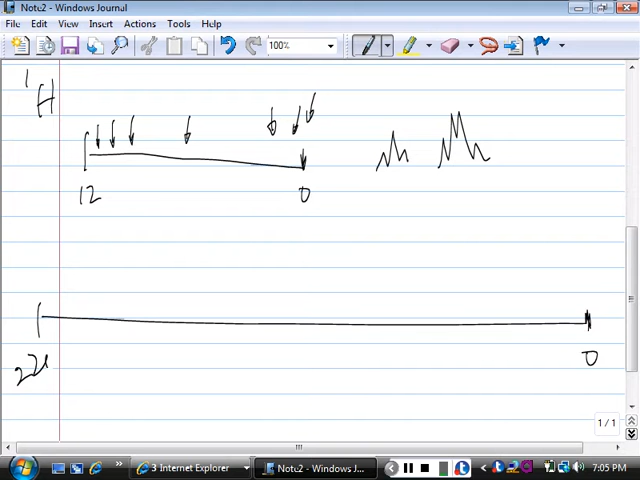 Note2 - Windows Journal
File Edit View Insert Actions Tools Help
100%
¹H
12 0
0
1 / 1
3 Internet Explorer
Note2 - Windows J...
7:05 PM